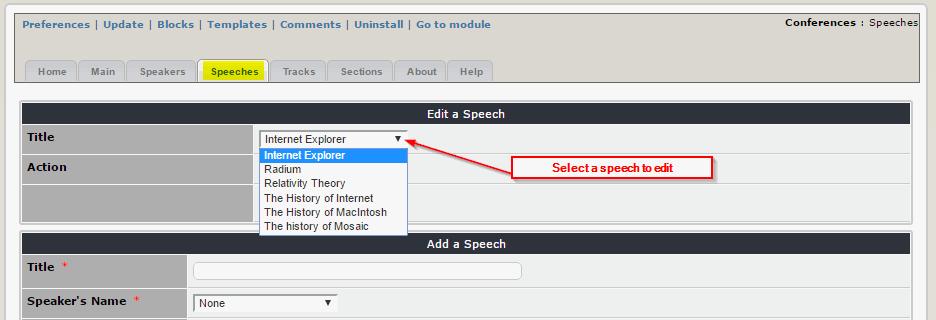 Preferences | Update | Blocks | Templates | Comments | Uninstall | Go to module
Conferences : Speeches
Home Main Speakers Speeches Tracks Sections About Help
Edit a Speech
Title Internet Explorer
Internet Explorer
Action Radium
Relativity Theory
The History of Internet
The History of MacIntosh
The history of Mosaic
Select a speech to edit
Add a Speech
Title *
Speaker's Name * None